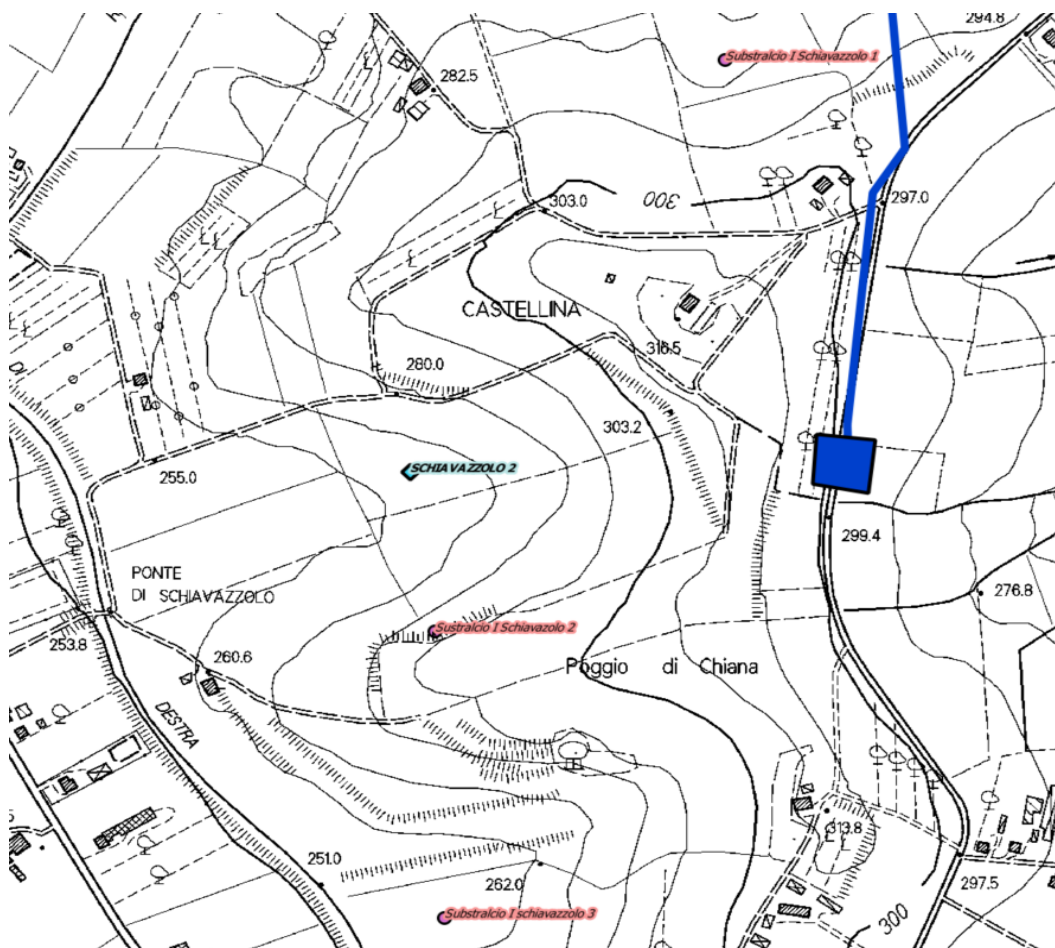 294.8
Substralcio I Schiavazzolo 1
282.5
303.0
300
297.0
CASTELLINA
280.0
316.5
303.2
SCHIAVAZZOLO 2
255.0
299.4
PONTE
DI SCHIAVAZZOLO
276.8
253.8
Sustralcio I Schiavazolo 2
260.6
Poggio di Chiana
DESTRA
313.8
251.0
262.0
297.5
Substralcio I schiavazzolo 3
300